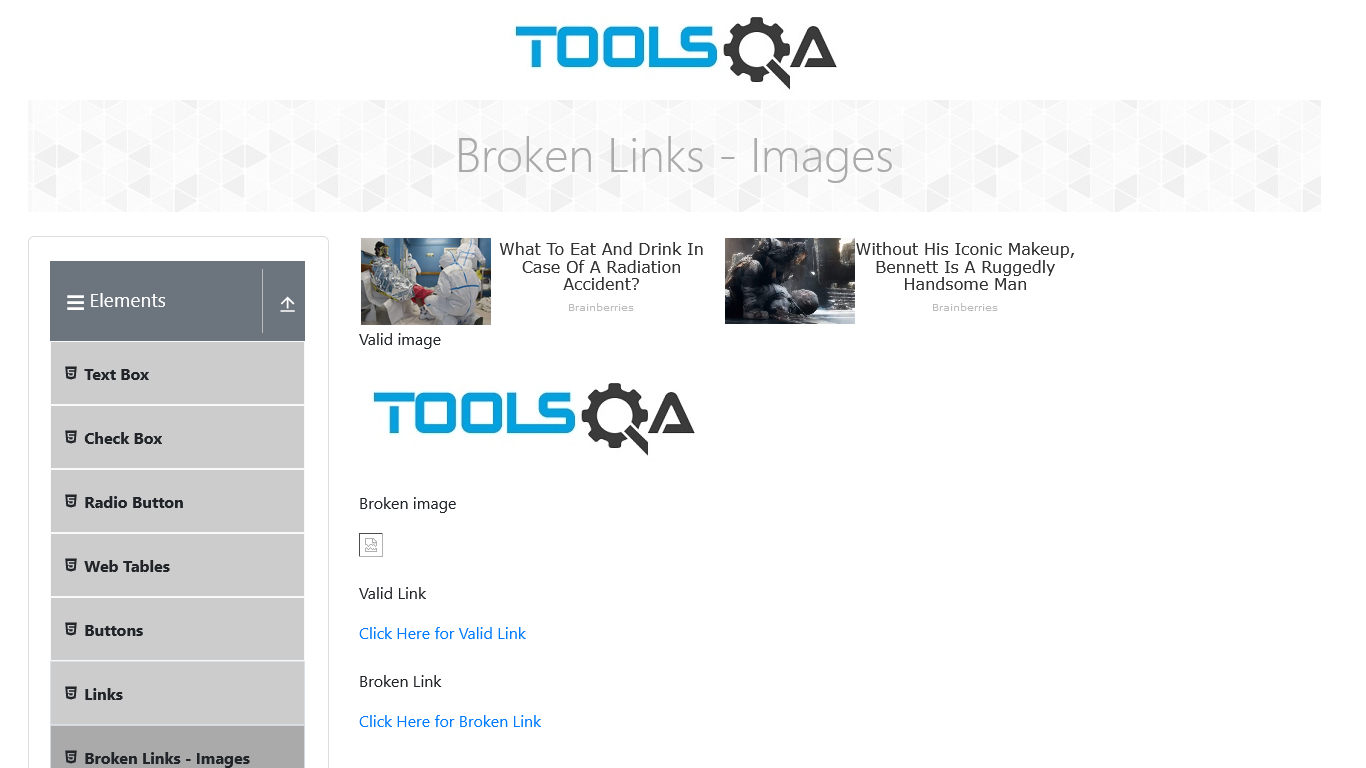 TOOLSQA
Broken Links - Images
Elements
Text Box
Check Box
Radio Button
Web Tables
Buttons
Links
Broken Links - Images
What To Eat And Drink In
Case Of A Radiation
Accident?
Brainberries
Without His Iconic Makeup,
Bennett Is A Ruggedly
Handsome Man
Brainberries
Valid image
TOOLSQA
Broken image
Valid Link
Click Here for Valid Link
Broken Link
Click Here for Broken Link